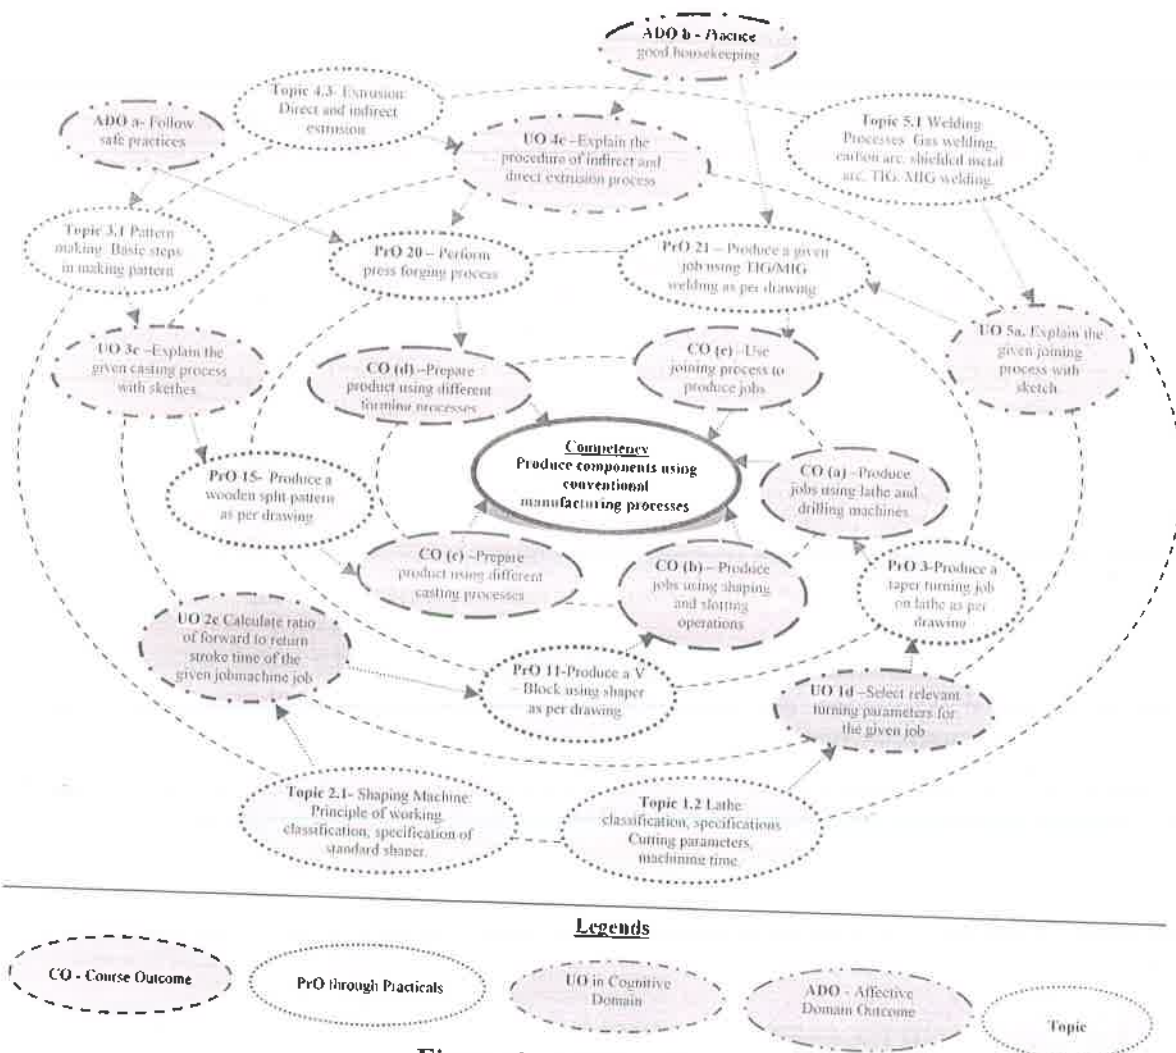 ADO b - Practice
good housekeeping
Topic 4.3- Extrusion:
Direct and indirect
extrusion
ADO a- Follow
safe practices
UO 4c –Explain the
procedure of indirect and
direct extrusion process
Topic 5.1 Welding
Processes Gas welding,
carbon arc, shielded metal
arc, TIG, MIG welding.
Topic 3.1 Pattern
making. Basic steps
in making pattern
PrO 20 – Perform
press forging process
PrO 21 – Produce a given
job using TIG/MIG
welding as per drawing
UO 3c –Explain the
given casting process
with skethes
CO (d) –Prepare
product using different
forming processes
CO (e) –Use
joining process to
produce jobs
UO 5a. Explain the
given joining
process with
sketch
Competency
Produce components using
conventional
manufacturing processes
PrO 15- Produce a
wooden split pattern
as per drawing
CO (a) –Produce
jobs using lathe and
drilling machines
CO (c) –Prepare
product using different
casting processes
CO (b) – Produce
jobs using shaping
and slotting
operations
PrO 3-Produce a
taper turning job
on lathe as per
drawing
UO 2c Calculate ratio
of forward to return
stroke time of the
given jobmachine job
PrO 11-Produce a V
– Block using shaper
as per drawing
UO 1d –Select relevant
turning parameters for
the given job
Topic 2.1- Shaping Machine:
Principle of working,
classification, specification of
standard shaper.
Topic 1.2 Lathe:
classification, specifications
Cutting parameters,
machining time.
Legends
CO - Course Outcome
PrO through Practicals
UO in Cognitive
Domain
ADO - Affective
Domain Outcome
Topic